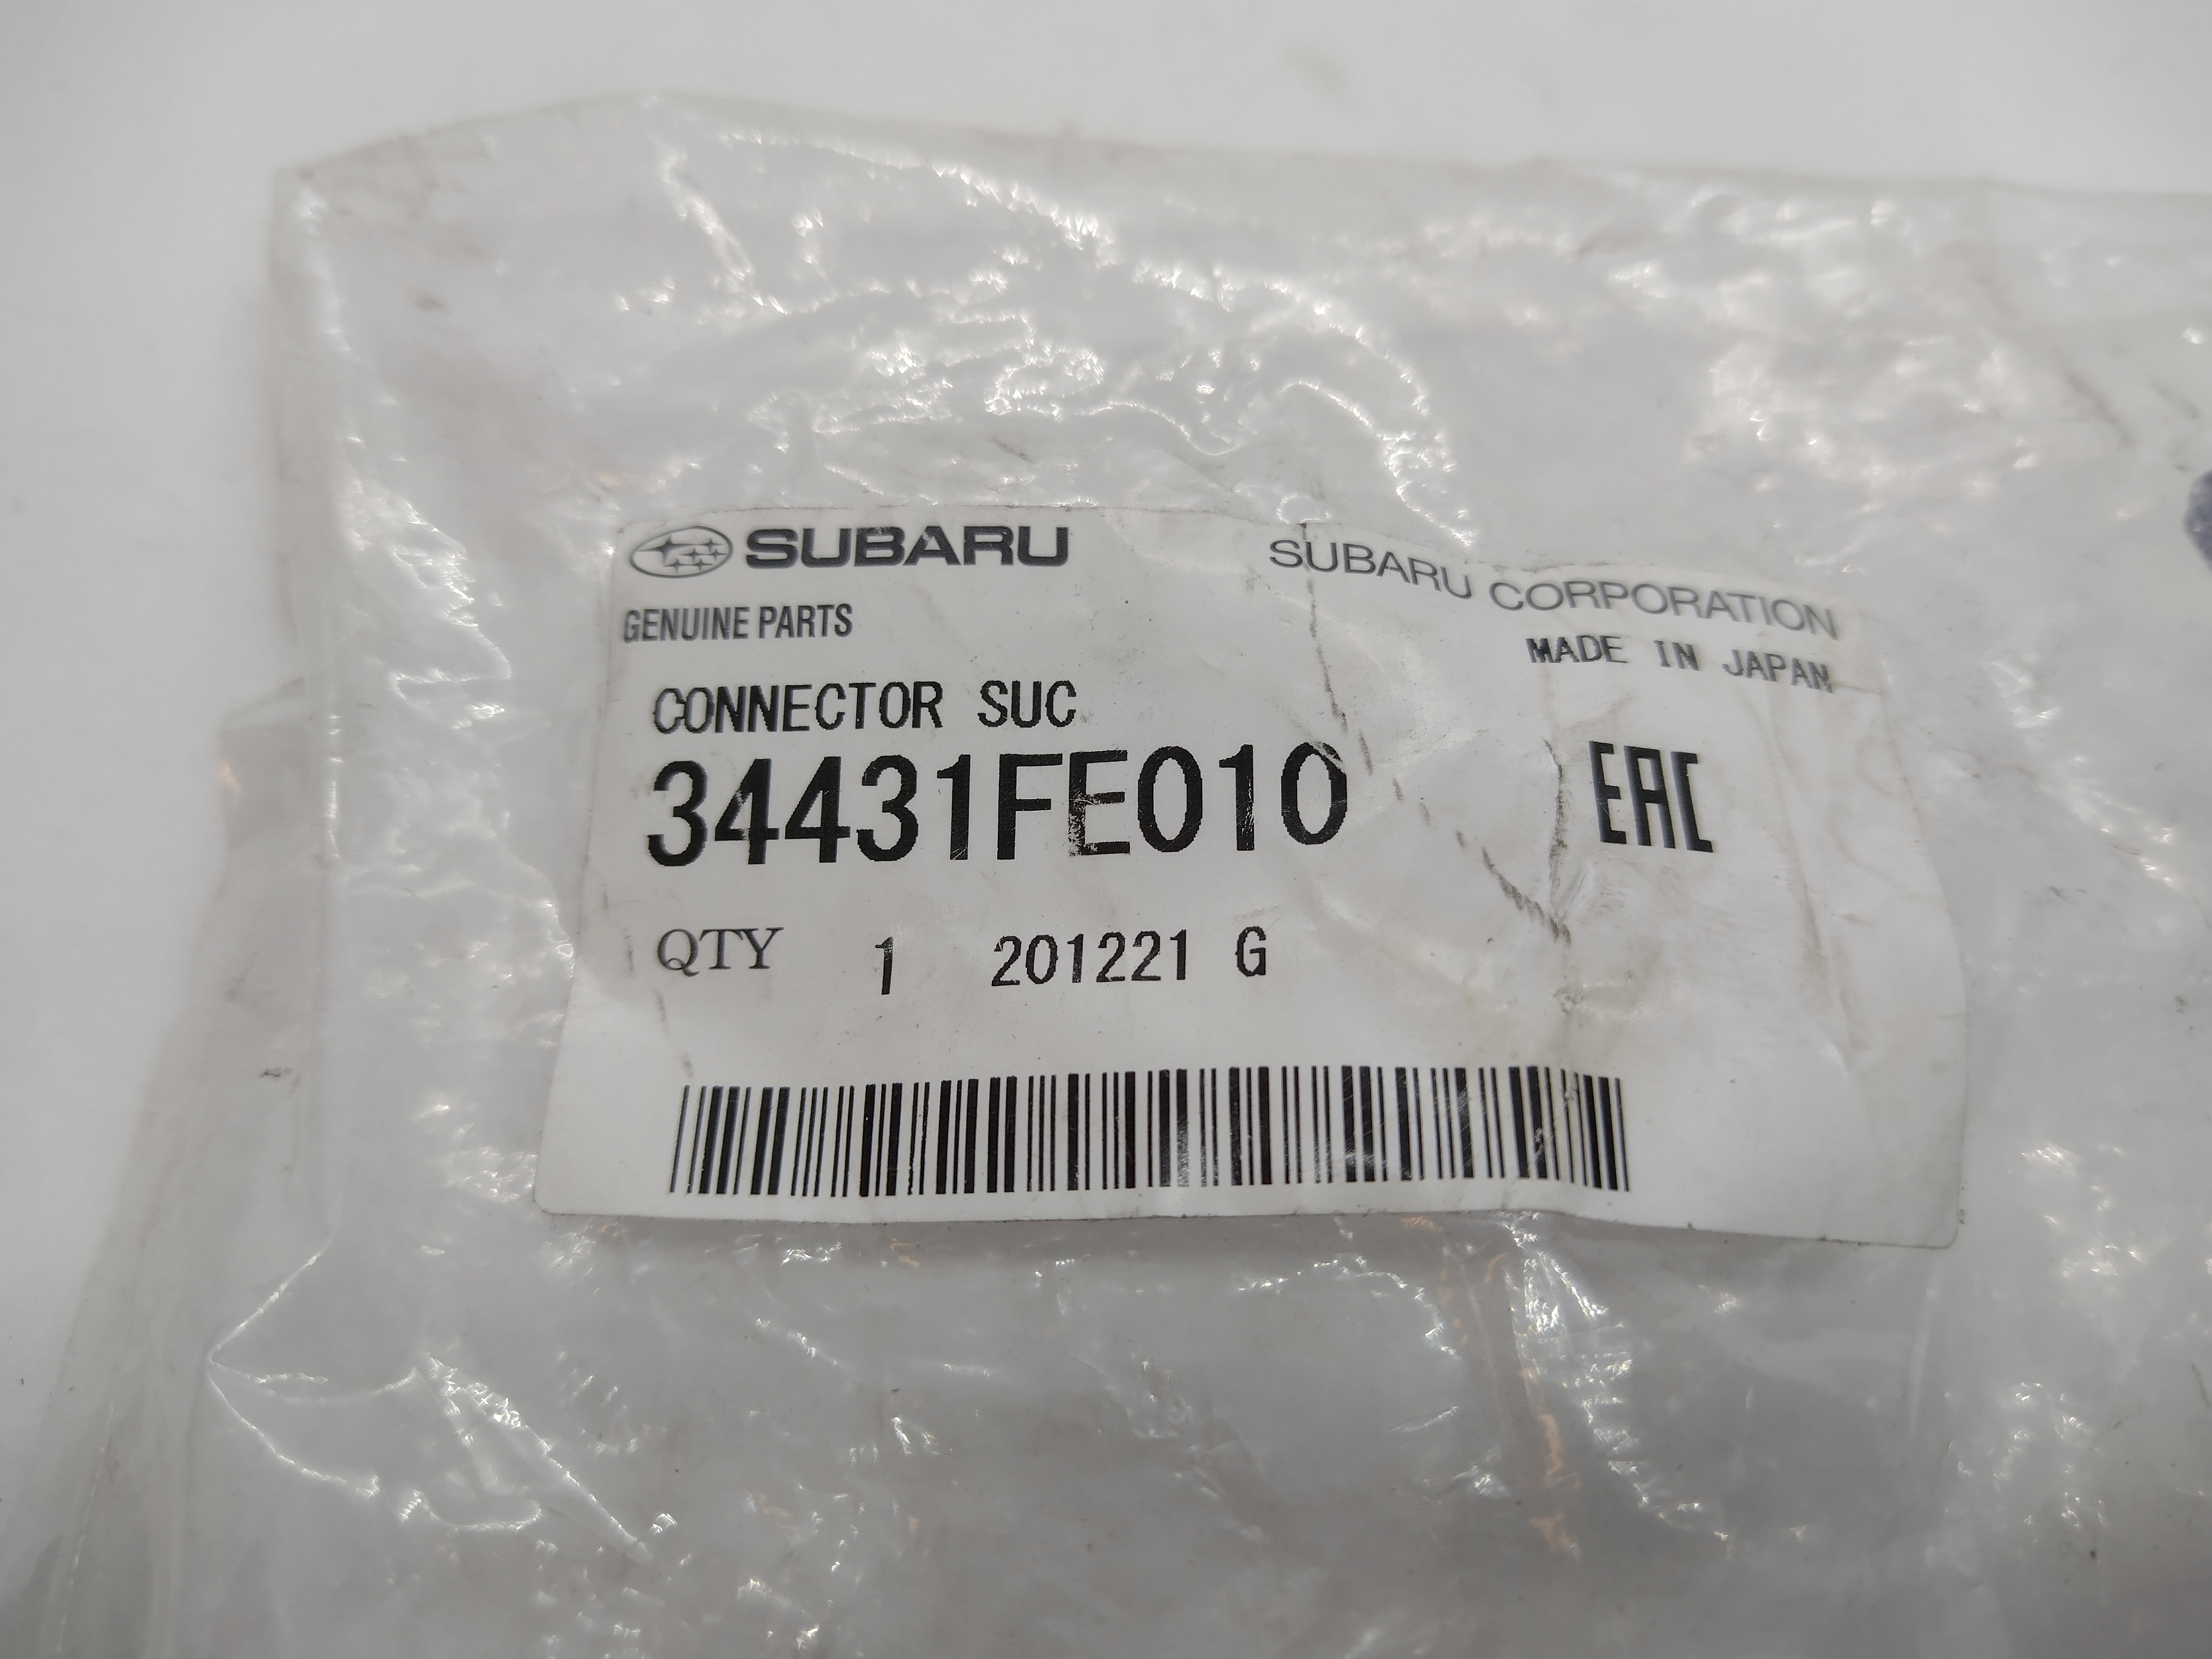 SUBARU
SUBARU CORPORATION
GENUINE PARTS
MADE IN JAPAN
CONNECTOR SUC
34431FE010
EAC
QTY 1 201221 G